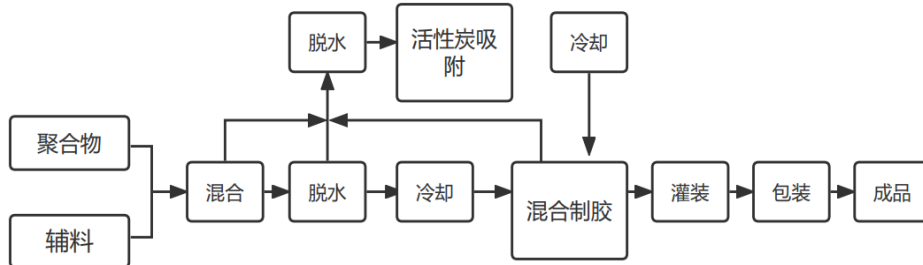 脱水
活性炭吸
附
冷却
聚合物
辅料
混合
脱水
冷却
混合制胶
灌装
包装
成品